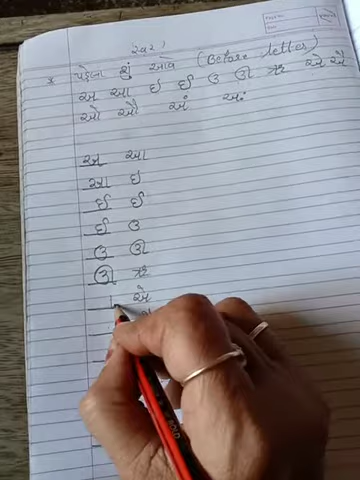 સ્વર
* પહેલા શું આવે (Before letter)
અ આ ઇ ઈ ઉ ઊ ઋ એ ઐ
ઓ ઔ અં અઃ
અ આ
આ ઇ
ઈ
ઈ ઉ
ઉ ઊ
ઊ ઋ
એ